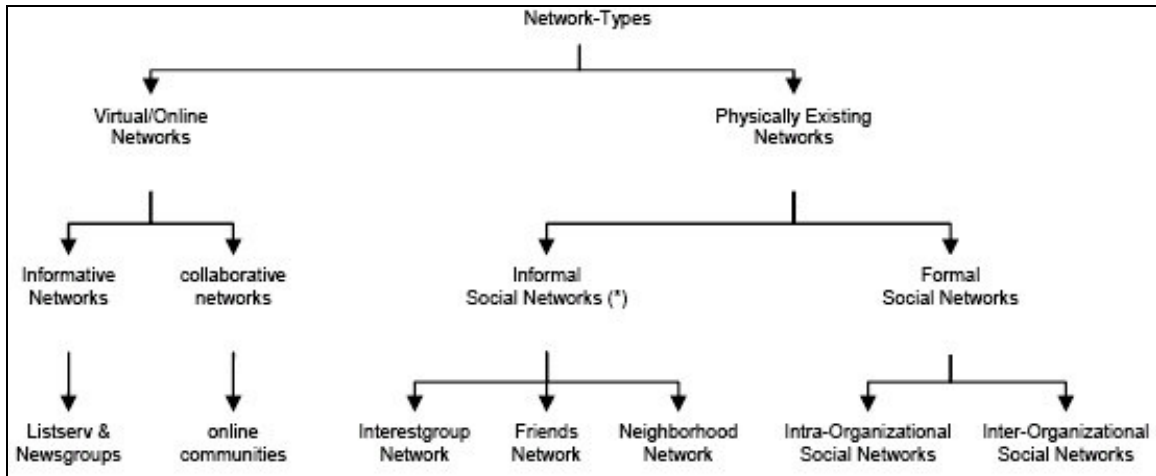 Network-Types
Virtual/Online
Networks
Physically Existing
Networks
Informative
Networks
collaborative
networks
Informal
Social Networks (*)
Formal
Social Networks
Listserv &
Newsgroups
online
communities
Interestgroup
Network
Friends
Network
Neighborhood
Network
Intra-Organizational
Social Networks
Inter-Organizational
Social Networks